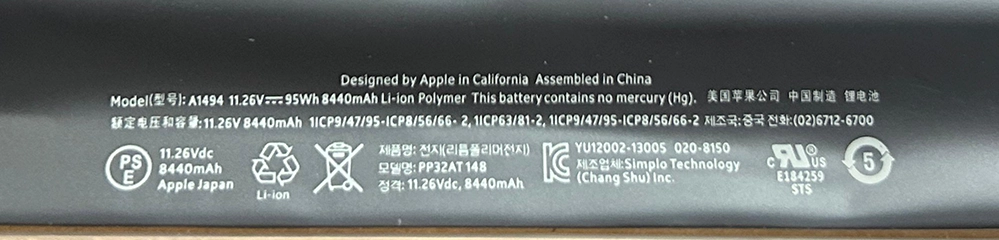 Designed by Apple in California Assembled in China
Model(型号): A1494 11.26V⎓95Wh 8440mAh Li-ion Polymer This battery contains no mercury (Hg). 美国苹果公司 中国制造 锂电池
额定电压和容量:11.26V 8440mAh 1ICP9/47/95-ICP8/56/66- 2, 1ICP63/81-2, 1ICP9/47/95-ICP8/56/66-2 제조국: 중국 전화:(02)6712-6700
PS
E
11.26Vdc
8440mAh
Apple Japan
Li-ion
제품명: 전지(리튬폴리머전지)
모델명: PP32AT148
정격: 11.26Vdc, 8440mAh
YU12002-13005 020-8150
제조업체:Simplo Technology
(Chang Shu) Inc.
c RU® US
E184259
STS
5